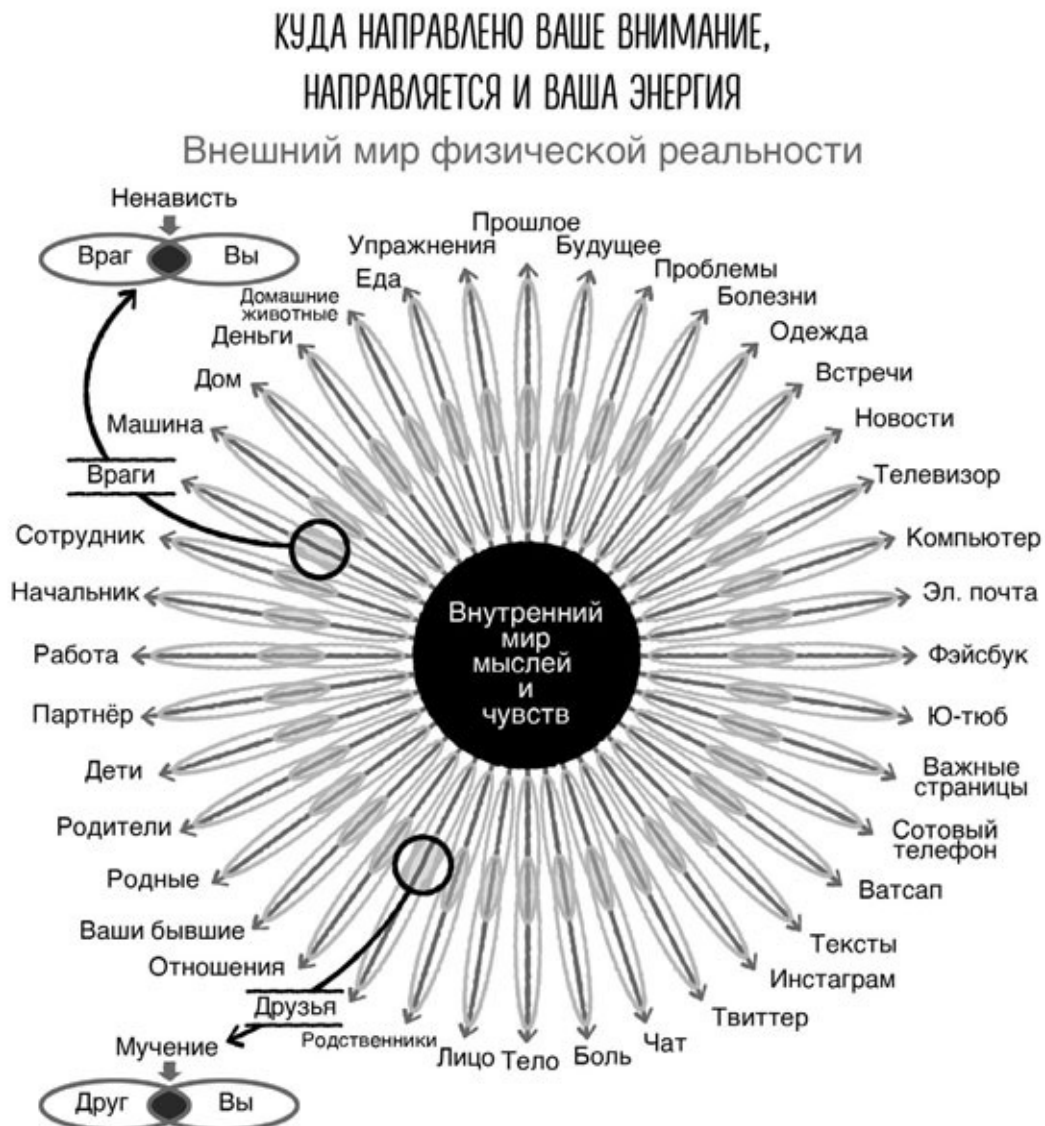 КУДА НАПРАВЛЕНО ВАШЕ ВНИМАНИЕ,
НАПРАВЛЯЕТСЯ И ВАША ЭНЕРГИЯ
Внешний мир физической реальности
Ненависть
Враг
Вы
Прошлое
Упражнения
Будущее
Еда
Проблемы
Домашние
животные
Болезни
Деньги
Одежда
Дом
Встречи
Машина
Новости
Враги
Телевизор
Сотрудник
Компьютер
Начальник
Эл. почта
Внутренний
мир
мыслей
и
чувств
Работа
Фэйсбук
Партнёр
Ю-тюб
Дети
Важные
страницы
Родители
Сотовый
телефон
Родные
Ватсап
Ваши бывшие
Тексты
Отношения
Инстаграм
Друзья
Твиттер
Родственники
Лицо
Тело
Боль
Чат
Мучение
Друг
Вы